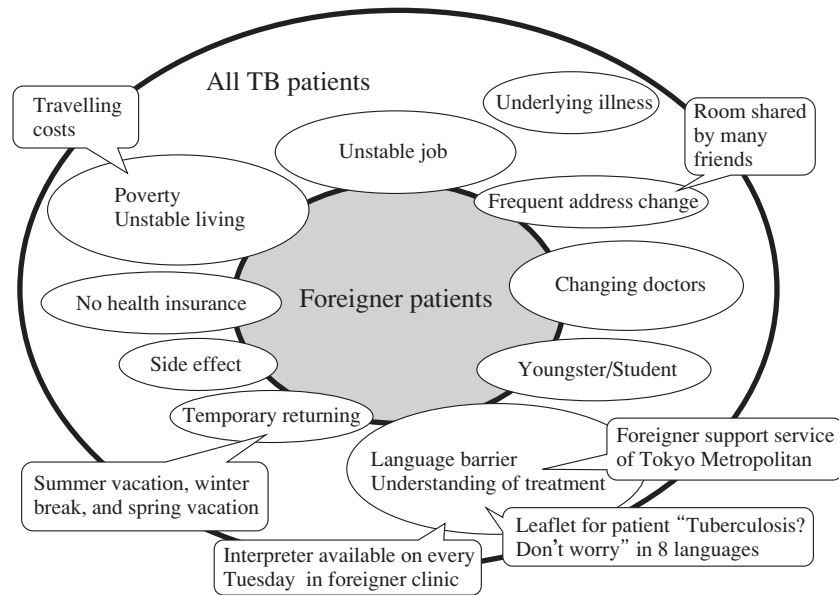 All TB patients
Travelling
costs
Underlying illness
Room shared
by many
friends
Unstable job
Poverty
Unstable living
Frequent address change
No health insurance
Foreigner patients
Changing doctors
Side effect
Youngster/Student
Temporary returning
Language barrier
Understanding of treatment
Foreigner support service
of Tokyo Metropolitan
Summer vacation, winter
break, and spring vacation
Leaflet for patient “Tuberculosis?
Don’t worry” in 8 languages
Interpreter available on every
Tuesday in foreigner clinic